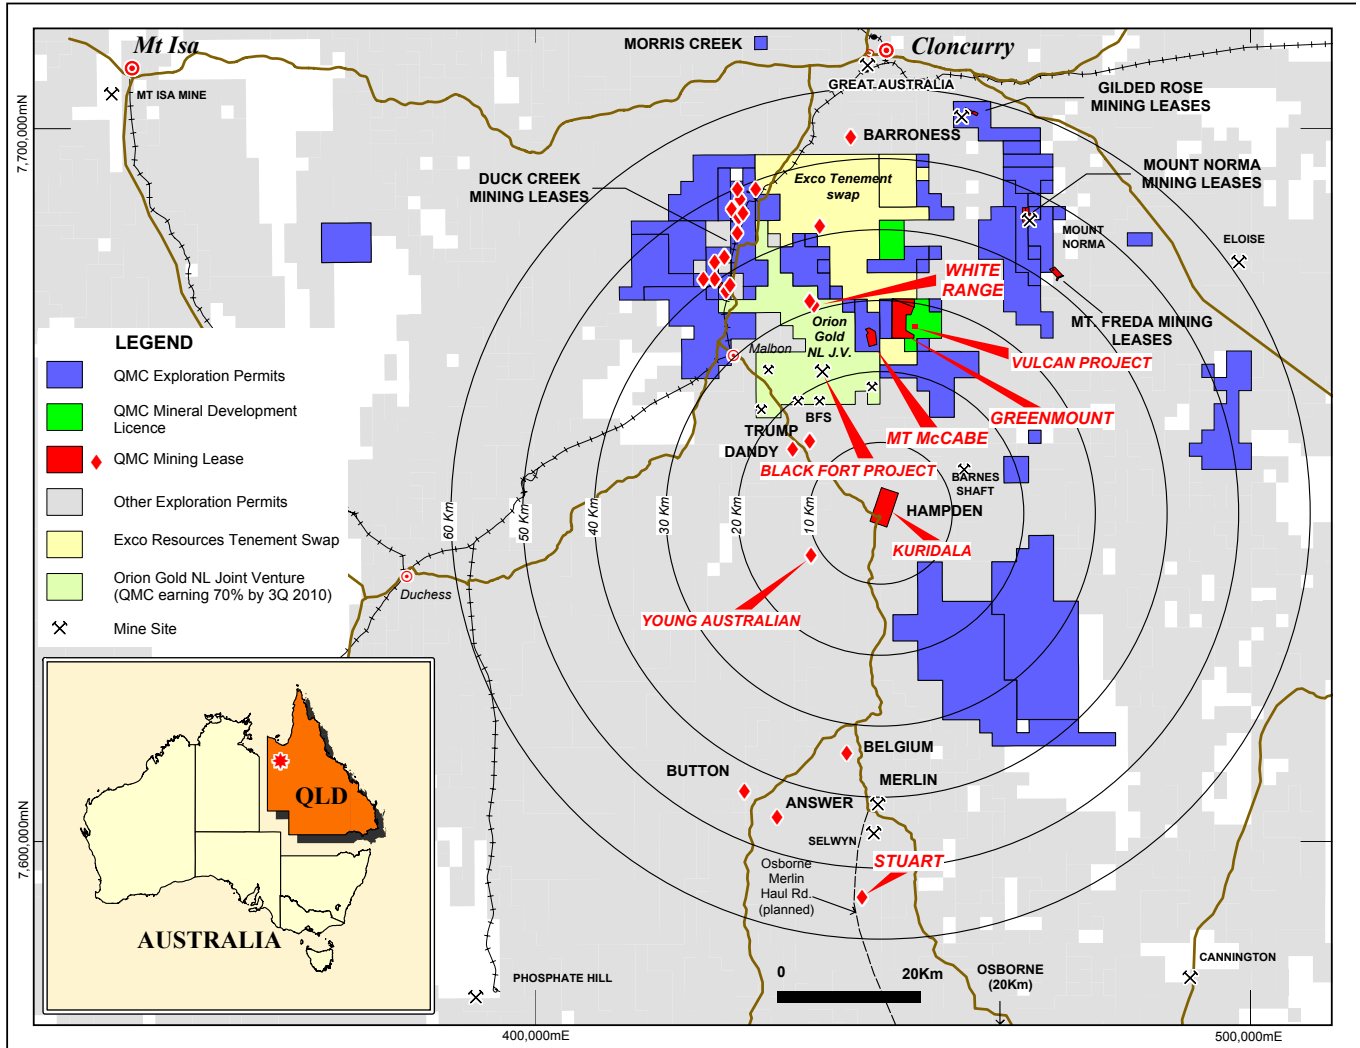 Mt Isa
MORRIS CREEK
Cloncurry
MT ISA MINE
GREAT AUSTRALIA
GILDED ROSE
MINING LEASES
7,700,000mN
BARRONESS
DUCK CREEK
MINING LEASES
Exco Tenement
swap
MOUNT NORMA
MINING LEASES
MOUNT
NORMA
ELOISE
WHITE
RANGE
Orion
Gold
NL J.V.
MT. FREDA MINING
LEASES
Malbon
VULCAN PROJECT
GREENMOUNT
BFS
TRUMP
DANDY
MT McCABE
BLACK FORT PROJECT
BARNES
SHAFT
HAMPDEN
KURIDALA
60 Km
50 Km
40 Km
30 Km
20 Km
10 Km
YOUNG AUSTRALIAN
Duchess
LEGEND
QMC Exploration Permits
QMC Mineral Development
Licence
QMC Mining Lease
Other Exploration Permits
Exco Resources Tenement Swap
Orion Gold NL Joint Venture
(QMC earning 70% by 3Q 2010)
Mine Site
QLD
AUSTRALIA
BELGIUM
BUTTON
MERLIN
ANSWER
SELWYN
STUART
7,600,000mN
Osborne
Merlin
Haul Rd.
(planned)
0
20Km
OSBORNE
(20Km)
CANNINGTON
PHOSPHATE HILL
400,000mE
500,000mE